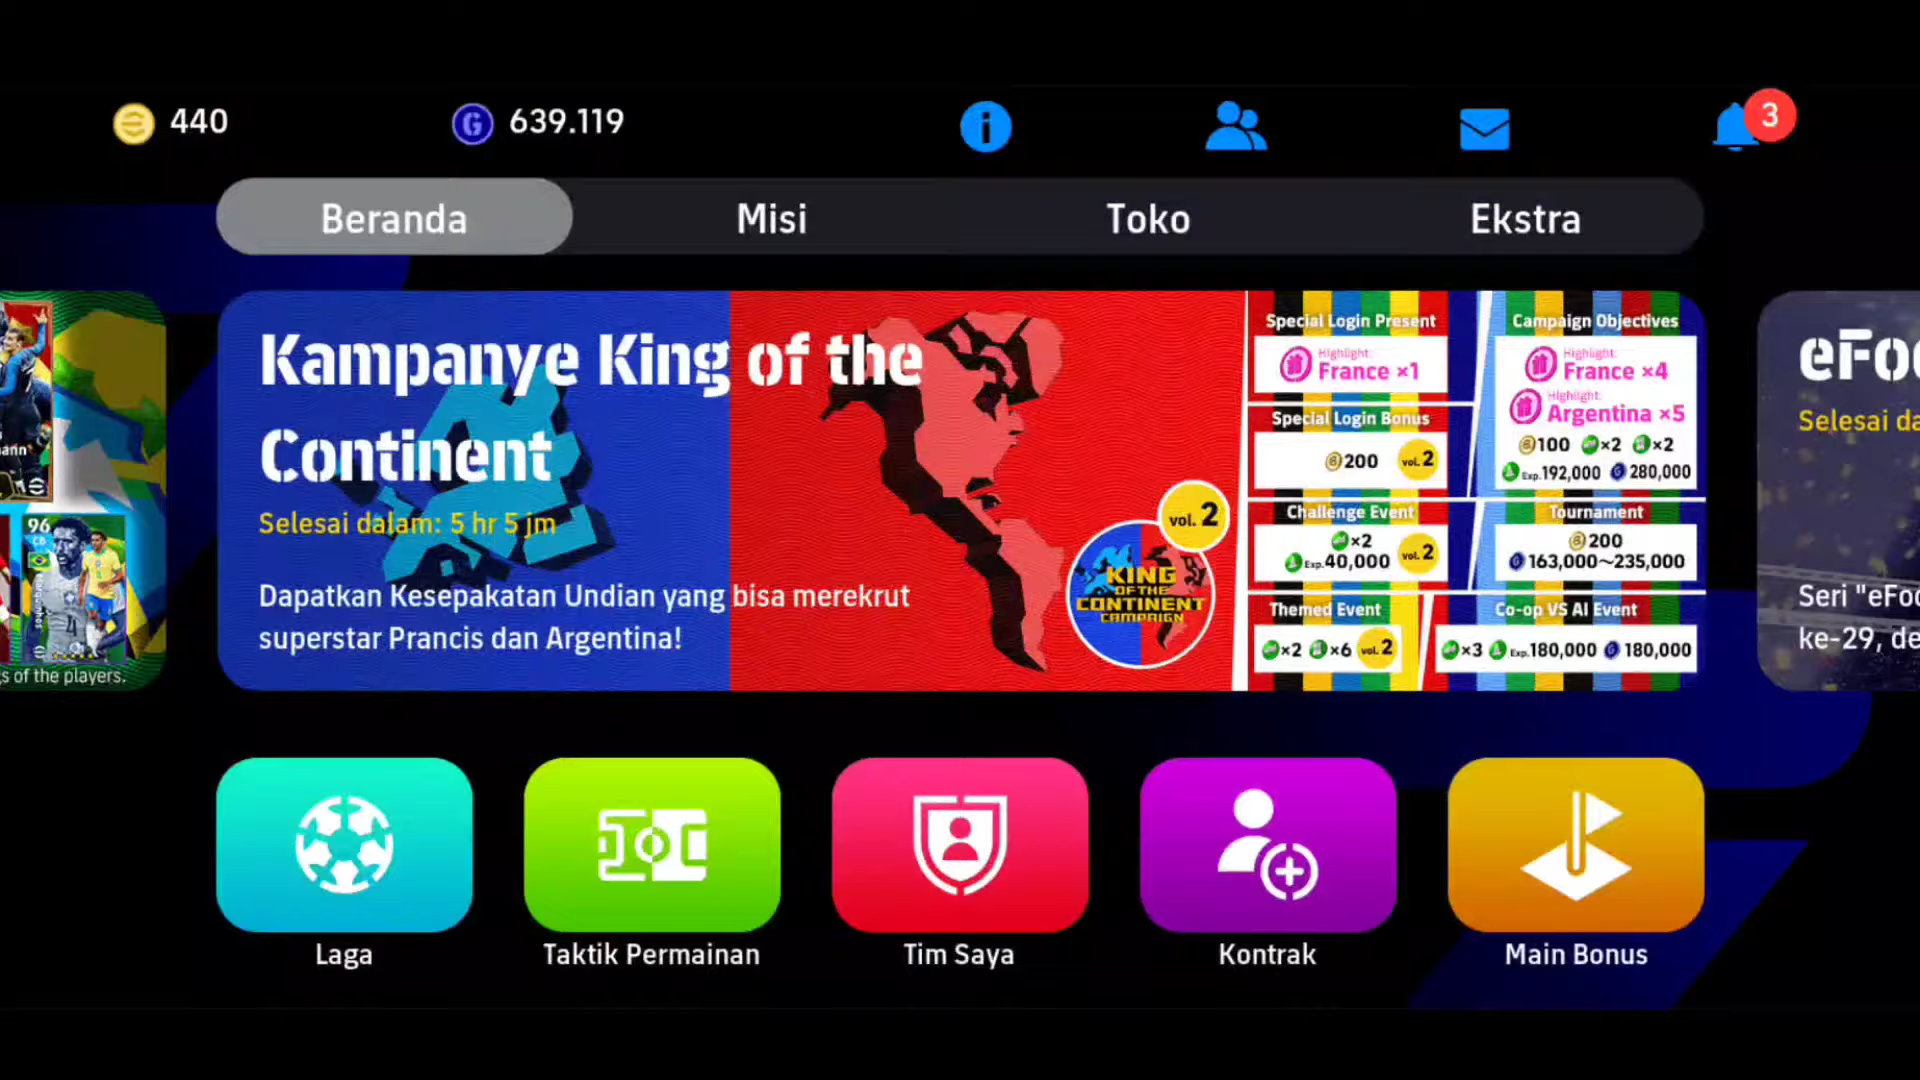 440
639.119
3
Beranda
Misi
Toko
Ekstra
96
CB
Marquinhos
s of the players.
Kampanye King of the
Continent
Selesai dalam: 5 hr 5 jm
Dapatkan Kesepakatan Undian yang bisa merekrut
superstar Prancis dan Argentina!
vol. 2
KING
OF THE
CONTINENT
CAMPAIGN
Special Login Present
Highlight:
France ×1
Special Login Bonus
200
vol. 2
Challenge Event
×2
Exp. 40,000
vol. 2
Themed Event
×2 ×6 vol. 2
Campaign Objectives
Highlight:
France ×4
Highlight:
Argentina ×5
100 ×2 ×2
Exp. 192,000 280,000
Tournament
200
163,000~235,000
Co-op VS AI Event
×3 Exp. 180,000 180,000
eFoo
Selesai da
Seri "eFoo
ke-29, de
Laga
Taktik Permainan
Tim Saya
Kontrak
Main Bonus